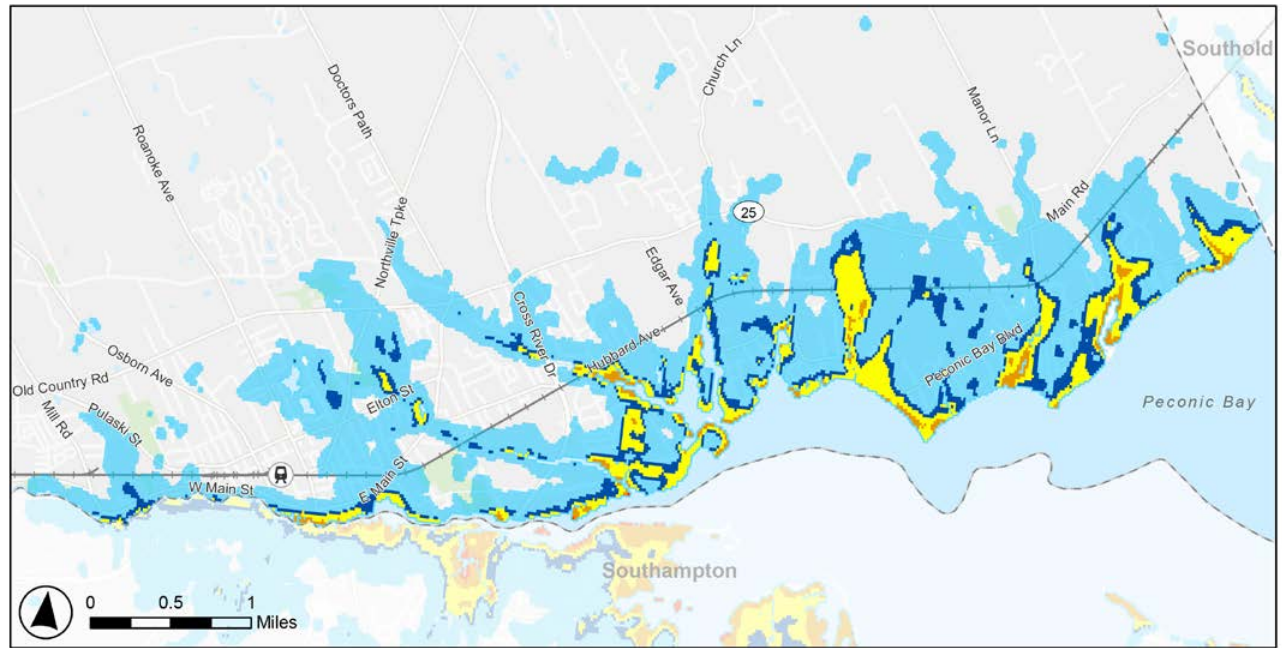 Southold
Church Ln
Doctors Path
Manor Ln
Roanoke Ave
Main Rd
25
Northville Tpke
Edgar Ave
Cross River Dr
Hubbard Ave
Osborn Ave
Peconic Bay Blvd
Old Country Rd
Elton St
Peconic Bay
Mill Rd
Pulaski St
E Main St
W Main St
Southampton
0 0.5 1
Miles